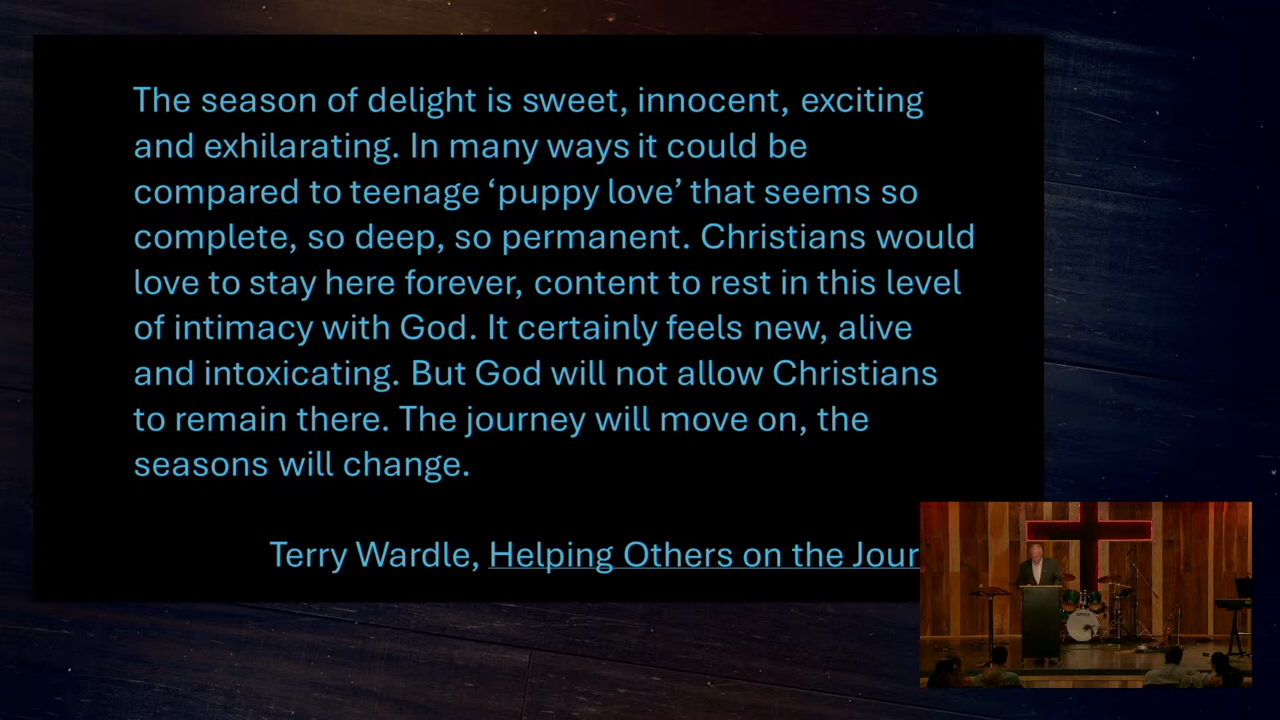 The season of delight is sweet, innocent, exciting
and exhilarating. In many ways it could be
compared to teenage ‘puppy love’ that seems so
complete, so deep, so permanent. Christians would
love to stay here forever, content to rest in this level
of intimacy with God. It certainly feels new, alive
and intoxicating. But God will not allow Christians
to remain there. The journey will move on, the
seasons will change.
Terry Wardle, Helping Others on the